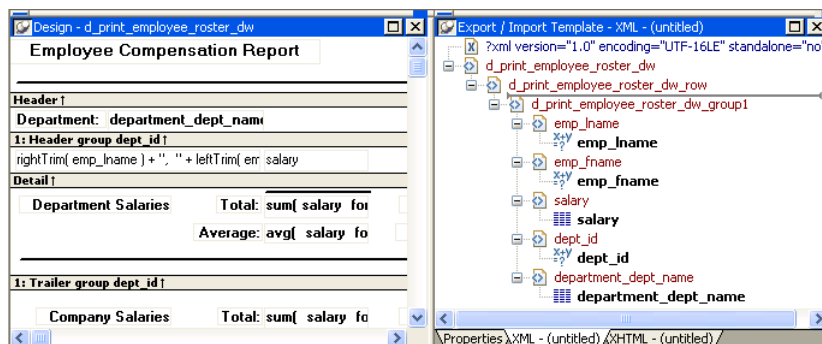 Design - d_print_employee_roster_dw
Employee Compensation Report
Header ↑
Department: department_dept_name
1: Header group dept_id ↑
rightTrim( emp_lname ) + ", " + leftTrim( em salary
Detail ↑
Department Salaries Total: sum( salary for
Average: avg( salary fo
1: Trailer group dept_id ↑
Company Salaries Total: sum( salary fo
Export / Import Template - XML - (untitled)
?xml version="1.0" encoding="UTF-16LE" standalone="no"
d_print_employee_roster_dw
d_print_employee_roster_dw_row
d_print_employee_roster_dw_group1
emp_lname
x+y=? emp_lname
emp_fname
x+y=? emp_fname
salary
salary
dept_id
x+y=? dept_id
department_dept_name
department_dept_name
Properties XML - (untitled) XHTML - (untitled)